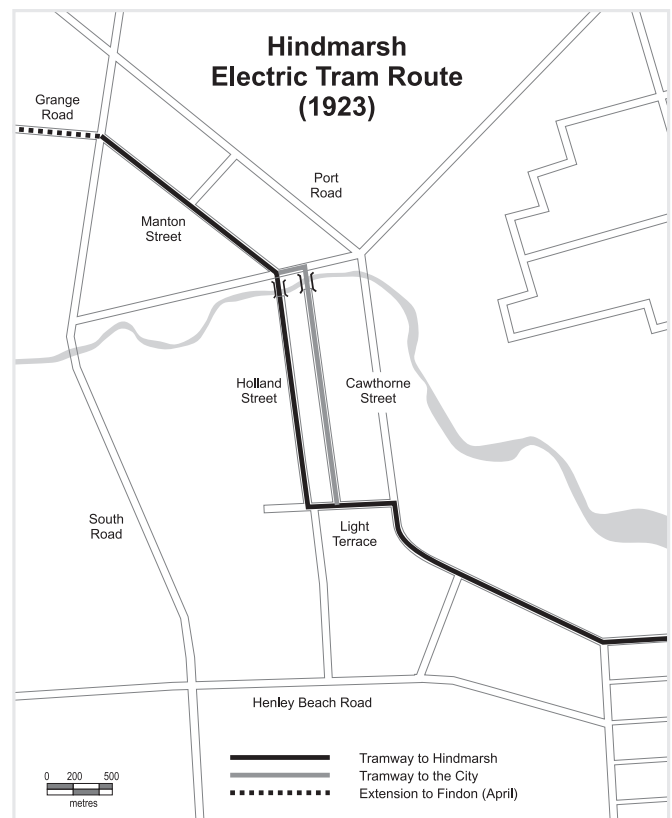 Hindmarsh
Electric Tram Route
(1923)
Grange
Road
Port
Road
Manton
Street
Holland
Street
Cawthorne
Street
South
Road
Light
Terrace
Henley Beach Road
0 200 500
metres
Tramway to Hindmarsh
Tramway to the City
Extension to Findon (April)